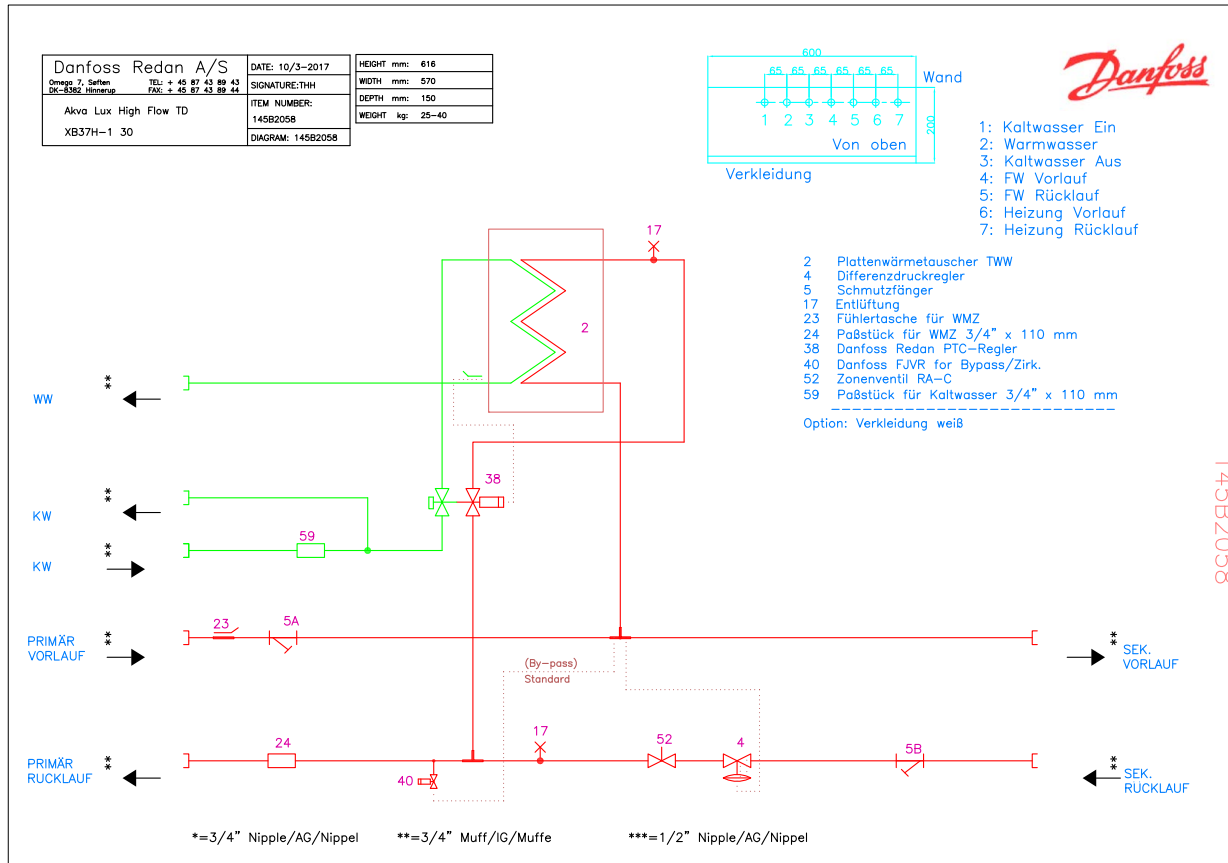 Danfoss Redan A/S
Omega 7, Søften TEL: + 45 87 43 89 43
DK-8382 Hinnerup FAX: + 45 87 43 89 44
Akva Lux High Flow TD
XB37H-1 30
DATE: 10/3-2017
SIGNATURE:THH
ITEM NUMBER:
145B2058
DIAGRAM: 145B2058
HEIGHT mm: 616
WIDTH mm: 570
DEPTH mm: 150
WEIGHT kg: 25-40
600
65 65 65 65 65 65
Wand
1 2 3 4 5 6 7
200
Von oben
Verkleidung
Danfoss
1: Kaltwasser Ein
2: Warmwasser
3: Kaltwasser Aus
4: FW Vorlauf
5: FW Rücklauf
6: Heizung Vorlauf
7: Heizung Rücklauf
2 Plattenwärmetauscher TWW
4 Differenzdruckregler
5 Schmutzfänger
17 Entlüftung
23 Fühlertasche für WMZ
24 Paßstück für WMZ 3/4" x 110 mm
38 Danfoss Redan PTC-Regler
40 Danfoss FJVR for Bypass/Zirk.
52 Zonenventil RA-C
59 Paßstück für Kaltwasser 3/4" x 110 mm
Option: Verkleidung weiß
17
2
**
WW
38
**
KW
59
**
KW
145B2058
23
5A
**
PRIMÄR
VORLAUF
**
SEK.
VORLAUF
(By-pass)
Standard
24
17
52
4
5B
40
**
PRIMÄR
RÜCKLAUF
**
SEK.
RÜCKLAUF
*=3/4" Nipple/AG/Nippel **=3/4" Muff/IG/Muffe ***=1/2" Nipple/AG/Nippel